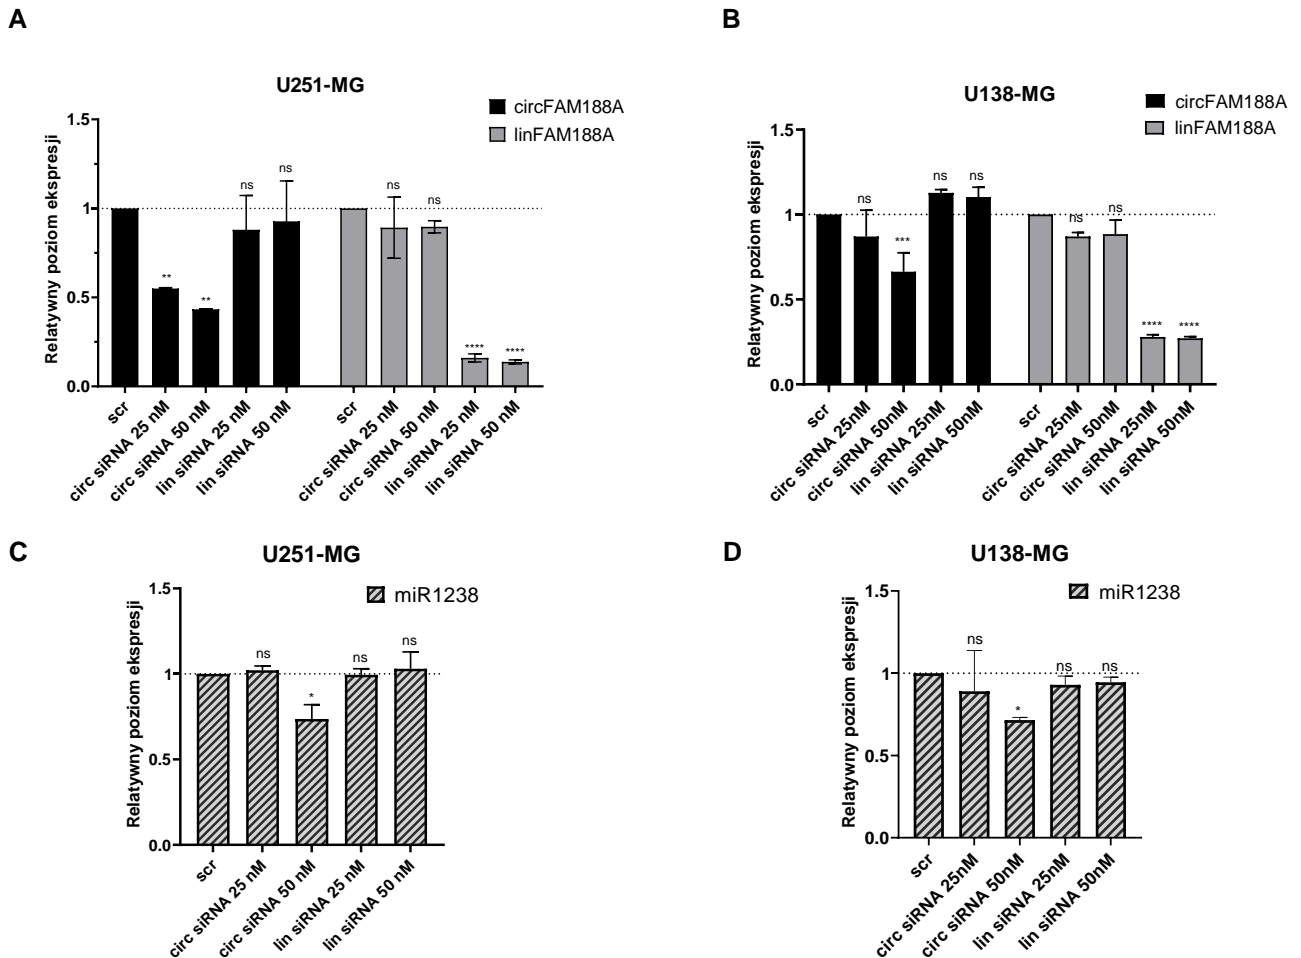 A
U251-MG
circFAM188A
linFAM188A
Relatywny poziom ekspresji
1.5
1
0.5
0.0
** ** ns ns ns ns **** ****
scr
circ siRNA 25 nM
circ siRNA 50 nM
lin siRNA 25 nM
lin siRNA 50 nM
scr
circ siRNA 25 nM
circ siRNA 50 nM
lin siRNA 25 nM
lin siRNA 50 nM
B
U138-MG
circFAM188A
linFAM188A
Relatywny poziom ekspresji
1.5
1
0.5
0.0
ns *** ns ns ns ns **** ****
scr
circ siRNA 25nM
circ siRNA 50nM
lin siRNA 25nM
lin siRNA 50nM
scr
circ siRNA 25nM
circ siRNA 50nM
lin siRNA 25nM
lin siRNA 50nM
C
U251-MG
miR1238
Relatywny poziom ekspresji
1.5
1
0.5
0.0
ns * ns ns
scr
circ siRNA 25 nM
circ siRNA 50 nM
lin siRNA 25 nM
lin siRNA 50 nM
D
U138-MG
miR1238
Relatywny poziom ekspresji
1.5
1
0.5
0.0
ns * ns ns
scr
circ siRNA 25nM
circ siRNA 50nM
lin siRNA 25nM
lin siRNA 50nM